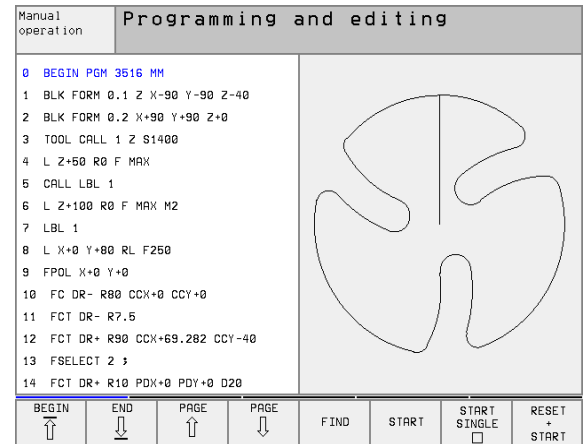 Manual
operation
Programming and editing
0 BEGIN PGM 3516 MM
1 BLK FORM 0.1 Z X-90 Y-90 Z-40
2 BLK FORM 0.2 X+90 Y+90 Z+0
3 TOOL CALL 1 Z S1400
4 L Z+50 R0 F MAX
5 CALL LBL 1
6 L Z+100 R0 F MAX M2
7 LBL 1
8 L X+0 Y+80 RL F250
9 FPOL X+0 Y+0
10 FC DR- R80 CCX+0 CCY+0
11 FCT DR- R7.5
12 FCT DR+ R90 CCX+69.282 CCY-40
13 FSELECT 2 ;
14 FCT DR+ R10 PDX+0 PDY+0 D20
BEGIN
END
PAGE
PAGE
FIND
START
START
SINGLE
RESET
+
START